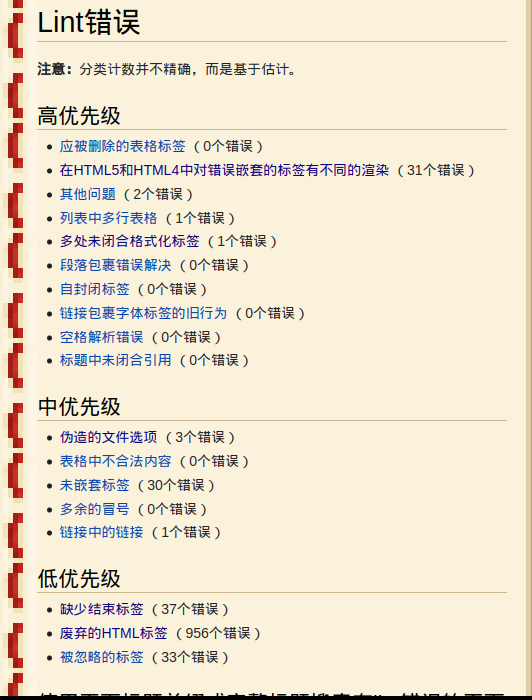 Lint错误
注意：分类计数并不精确，而是基于估计。
高优先级
应被删除的表格标签（0个错误）
在HTML5和HTML4中对错误嵌套的标签有不同的渲染（31个错误）
其他问题（2个错误）
列表中多行表格（1个错误）
多处未闭合格式化标签（1个错误）
段落包裹错误解决（0个错误）
自封闭标签（0个错误）
链接包裹字体标签的旧行为（0个错误）
空格解析错误（0个错误）
标题中未闭合引用（0个错误）
中优先级
伪造的文件选项（3个错误）
表格中不合法内容（0个错误）
未嵌套标签（30个错误）
多余的冒号（0个错误）
链接中的链接（1个错误）
低优先级
缺少结束标签（37个错误）
废弃的HTML标签（956个错误）
被忽略的标签（33个错误）